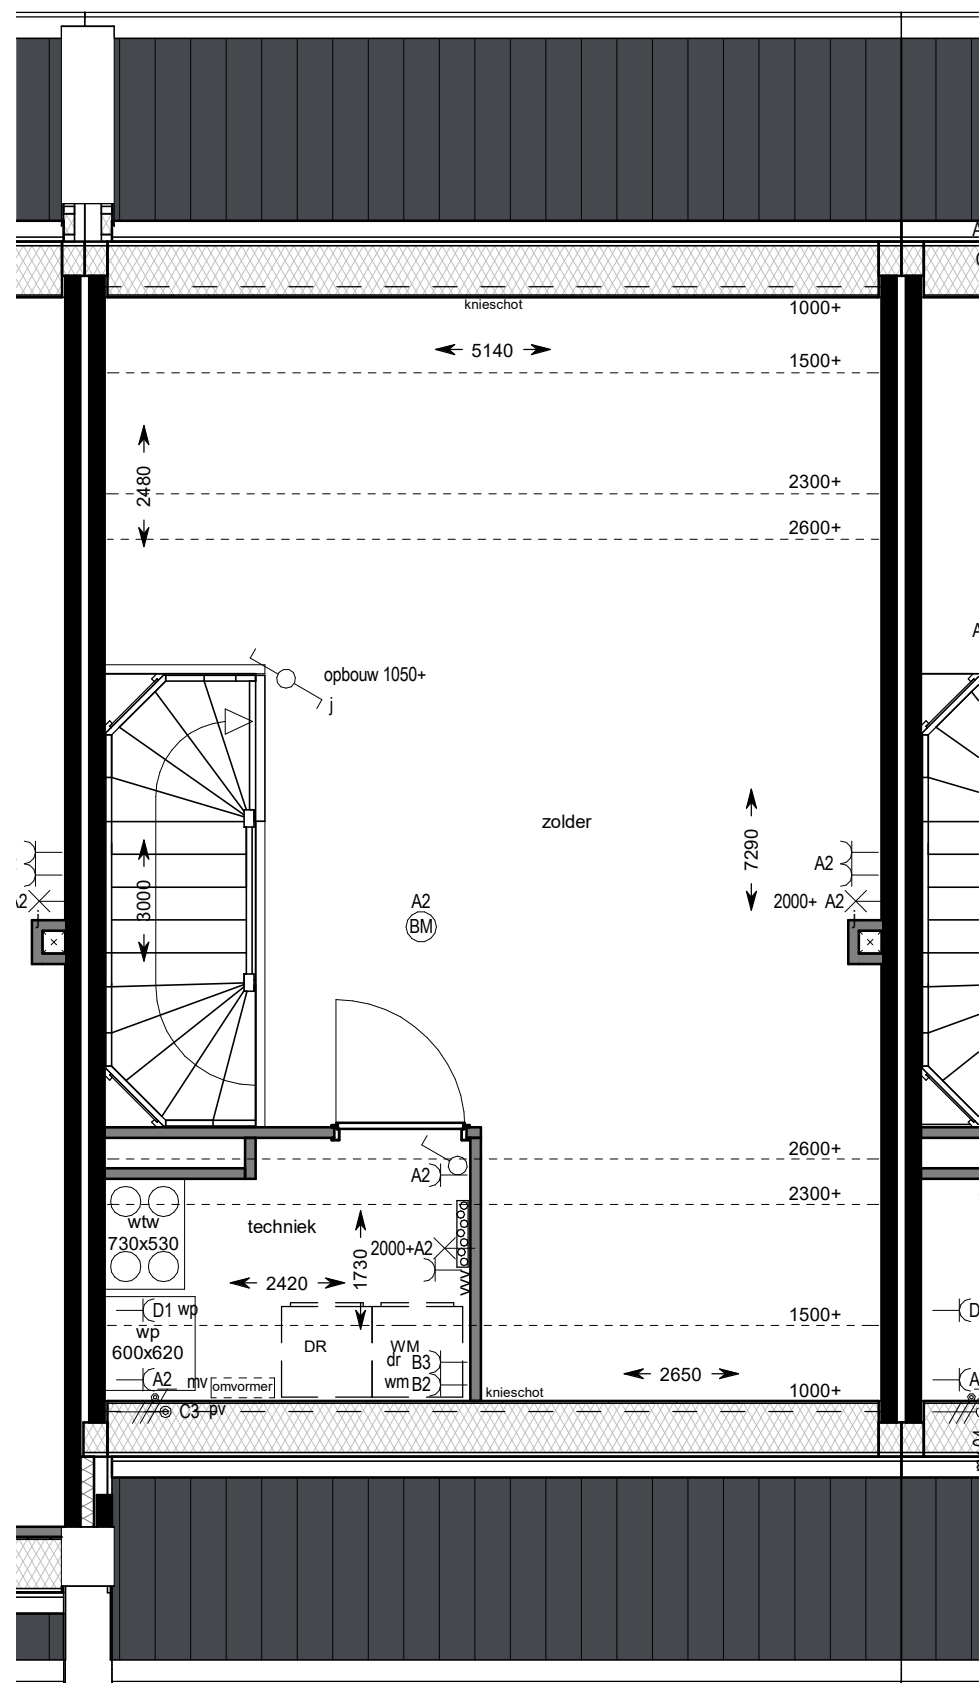 knieschot
1000+
5140
1500+
2480
2300+
2600+
opbouw 1050+
j
zolder
7290
A2
A2
2000+ A2
j
j
3000
A2
BM
2600+
A2
2300+
wtw
730x530
techniek
1730
2000+A2
VV
2420
D1 wp
wp
600x620
1500+
DR
WM
dr B3
wm B2
A2
mv
omvormer
C3 pv
2650
knieschot
1000+